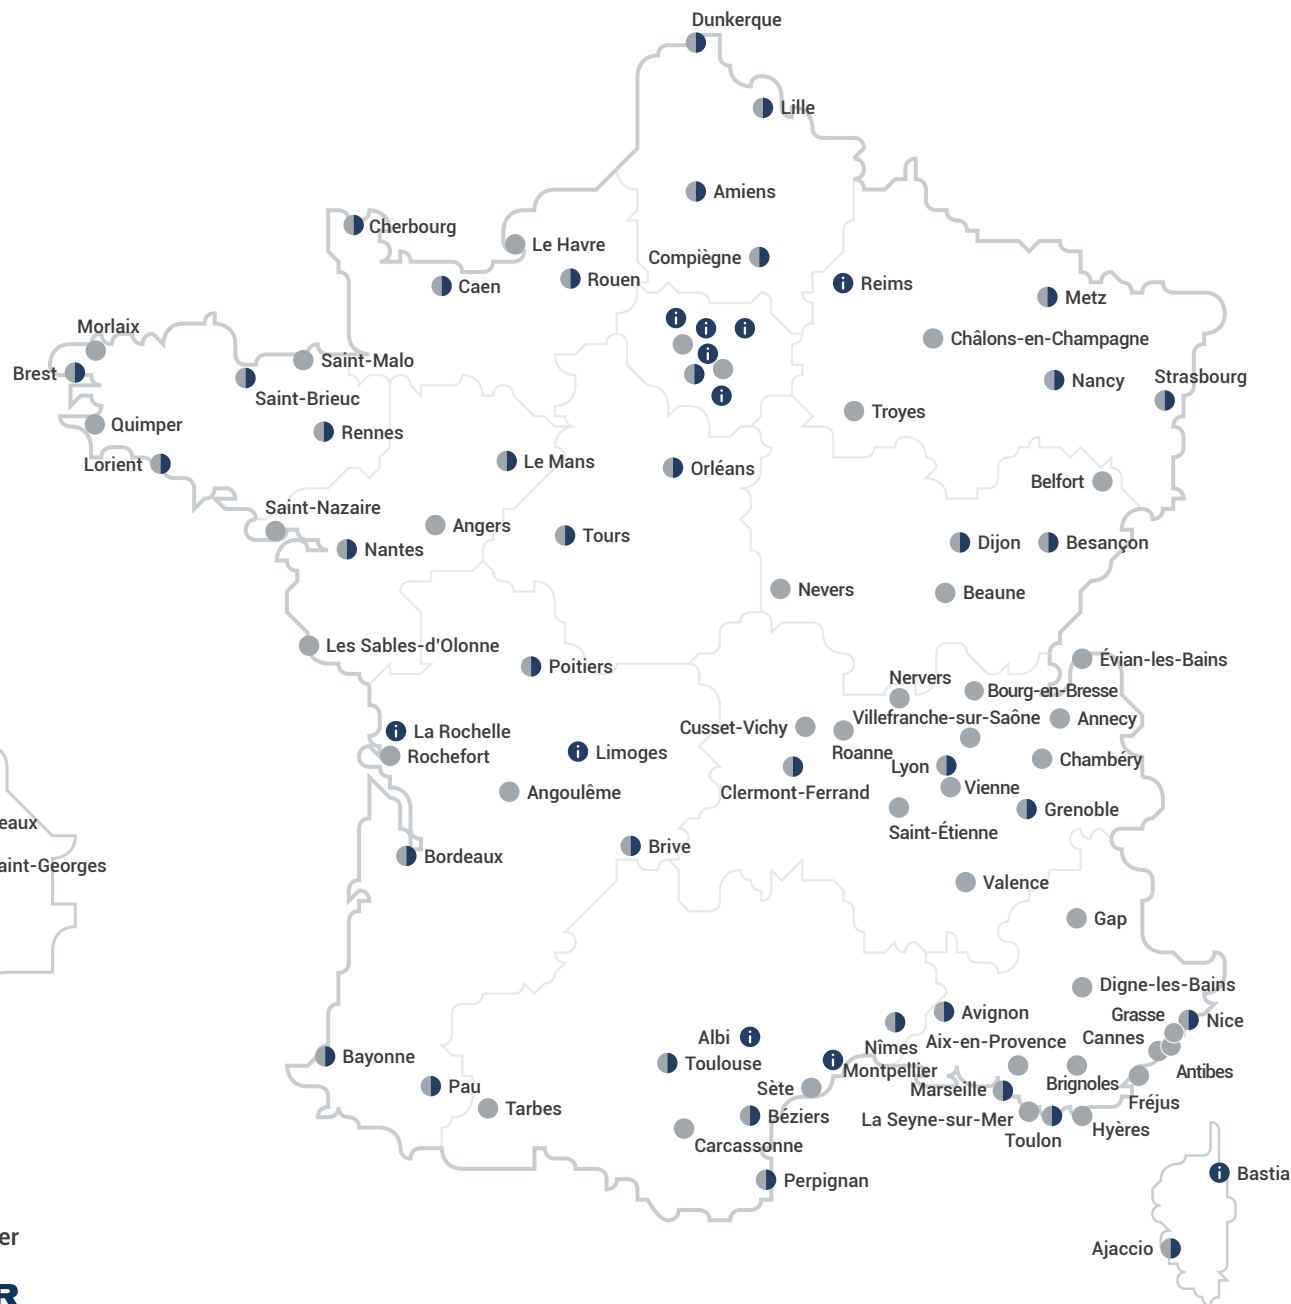 Dunkerque
Lille
Amiens
Cherbourg
Le Havre
Compiègne
Rouen
Caen
Reims
Metz
Morlaix
Châlons-en-Champagne
Saint-Malo
Brest
Nancy
Strasbourg
Saint-Brieuc
Troyes
Quimper
Rennes
Lorient
Le Mans
Orléans
Belfort
Saint-Nazaire
Angers
Tours
Nantes
Dijon
Besançon
Nevers
Beaune
Les Sables-d'Olonne
Évian-les-Bains
Poitiers
Nervers
Bourg-en-Bresse
Villefranche-sur-Saône
Annecy
Cusset-Vichy
La Rochelle
Limoges
Roanne
Rochefort
Chambéry
Lyon
Vienne
Angoulême
Clermont-Ferrand
Grenoble
eaux
Saint-Étienne
Brive
Bordeaux
aint-Georges
Valence
Gap
Digne-les-Bains
Avignon
Grasse
Nice
Albi
Nîmes
Aix-en-Provence
Cannes
Bayonne
Toulouse
Montpellier
Antibes
Pau
Sète
Marseille
Brignoles
Fréjus
Tarbes
Béziers
La Seyne-sur-Mer
Toulon
Hyères
Carcassonne
Perpignan
Bastia
er
Ajaccio
R